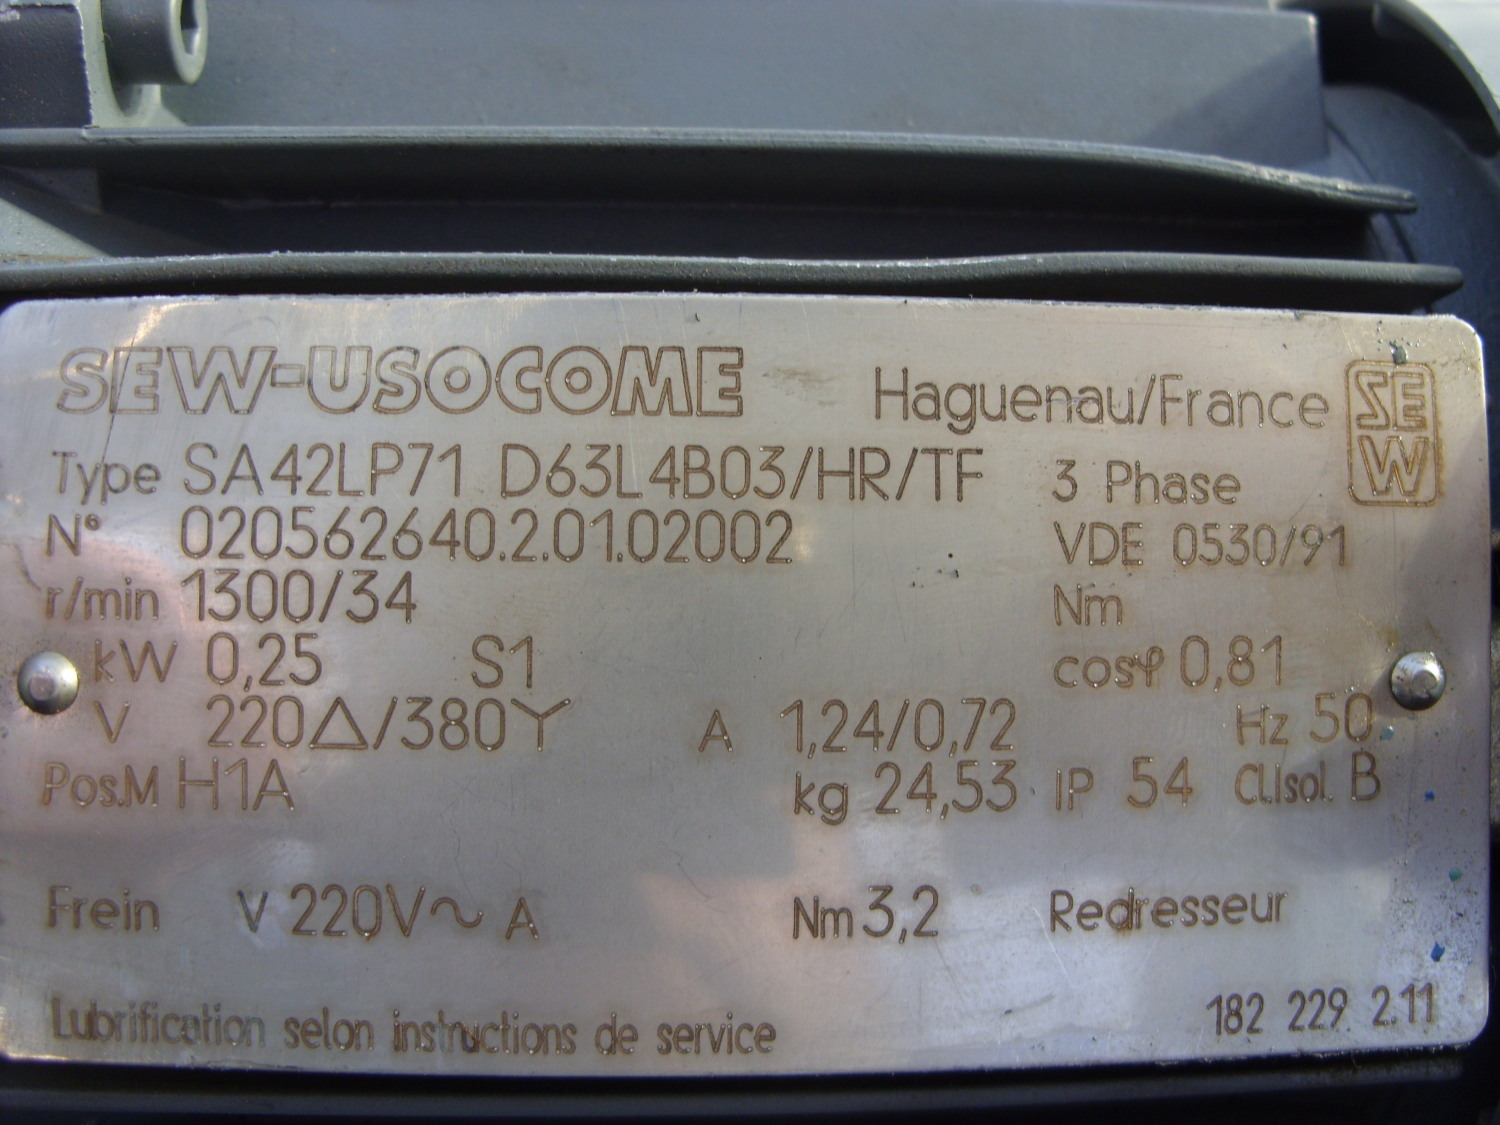 SEW-USOCOME Haguenau/France SEW
Type SA42LP71 D63L4B03/HR/TF 3 Phase
N° 020562640.2.01.02002 VDE 0530/91
r/min 1300/34 Nm
kW 0,25 S1 cosφ 0,81
V 220△/380Y A 1,24/0,72 Hz 50
Pos.M H1A kg 24,53 IP 54 Cl.Isol. B
Frein V 220V~ A Nm 3,2 Redresseur
Lubrification selon instructions de service 182 229 2.11